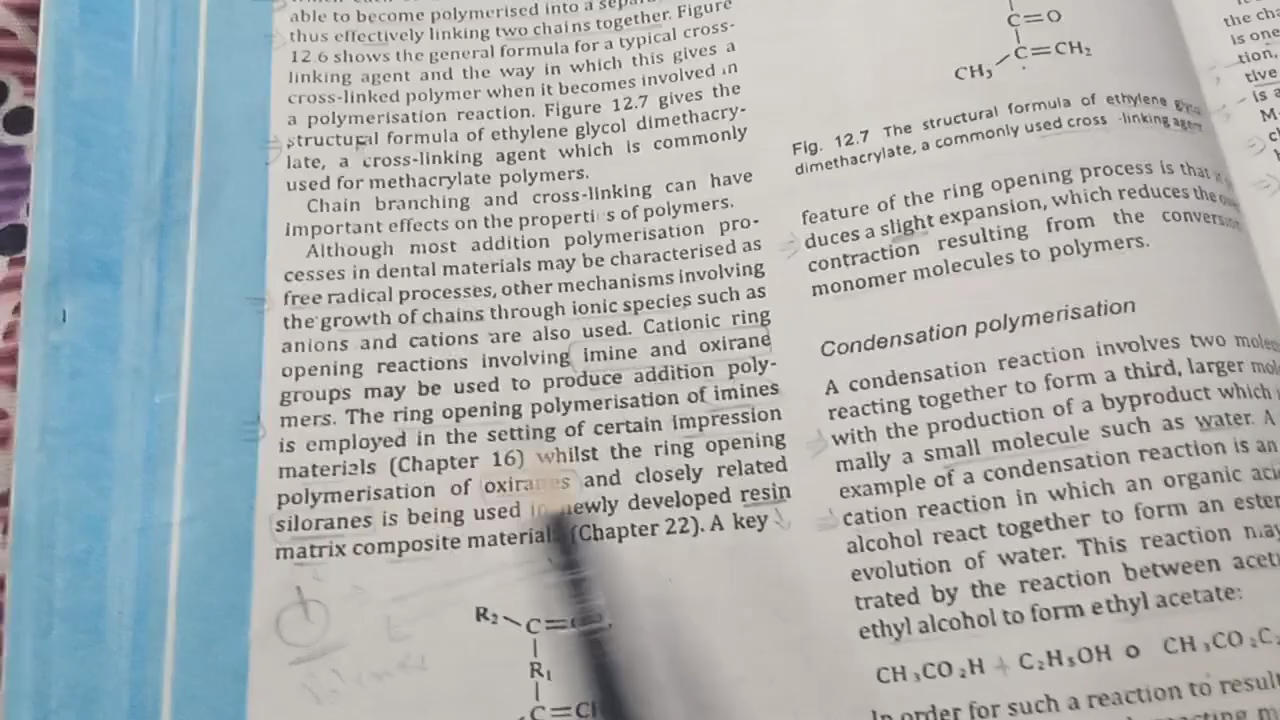 able to become polymerised into a
thus effectively linking two chains together. Figure
12.6 shows the general formula for a typical cross-
linking agent and the way in which this gives a
cross-linked polymer when it becomes involved in
a polymerisation reaction. Figure 12.7 gives the
structural formula of ethylene glycol dimethacry-
late, a cross-linking agent which is commonly
used for methacrylate polymers.
Chain branching and cross-linking can have
important effects on the properties of polymers.
Although most addition polymerisation pro-
cesses in dental materials may be characterised as
free radical processes, other mechanisms involving
the growth of chains through ionic species such as
anions and cations are also used. Cationic ring
opening reactions involving imine and oxirane
groups may be used to produce addition poly-
mers. The ring opening polymerisation of imines
is employed in the setting of certain impression
materials (Chapter 16) whilst the ring opening
polymerisation of oxiranes and closely related
siloranes is being used in newly developed resin
matrix composite materials (Chapter 22). A key
R₂ C=
R₁
C=
C=O
C=CH₂
CH₃
Fig. 12.7 The structural formula of ethylene
dimethacrylate, a commonly used cross-linking agent
feature of the ring opening process is that
duces a slight expansion, which reduces the
contraction resulting from the
monomer molecules to polymers.
Condensation polymerisation
A condensation reaction involves two
reacting together to form a third, larger
with the production of a byproduct which
mally a small molecule such as water. A
example of a condensation reaction is an
cation reaction in which an organic
alcohol react together to form an ester
evolution of water. This reaction may
trated by the reaction between
ethyl alcohol to form ethyl acetate:
CH₃CO₂H + C₂H₅OH o CH₃CO₂C
In order for such a reaction to result
the
is one
tion,
tive
is a